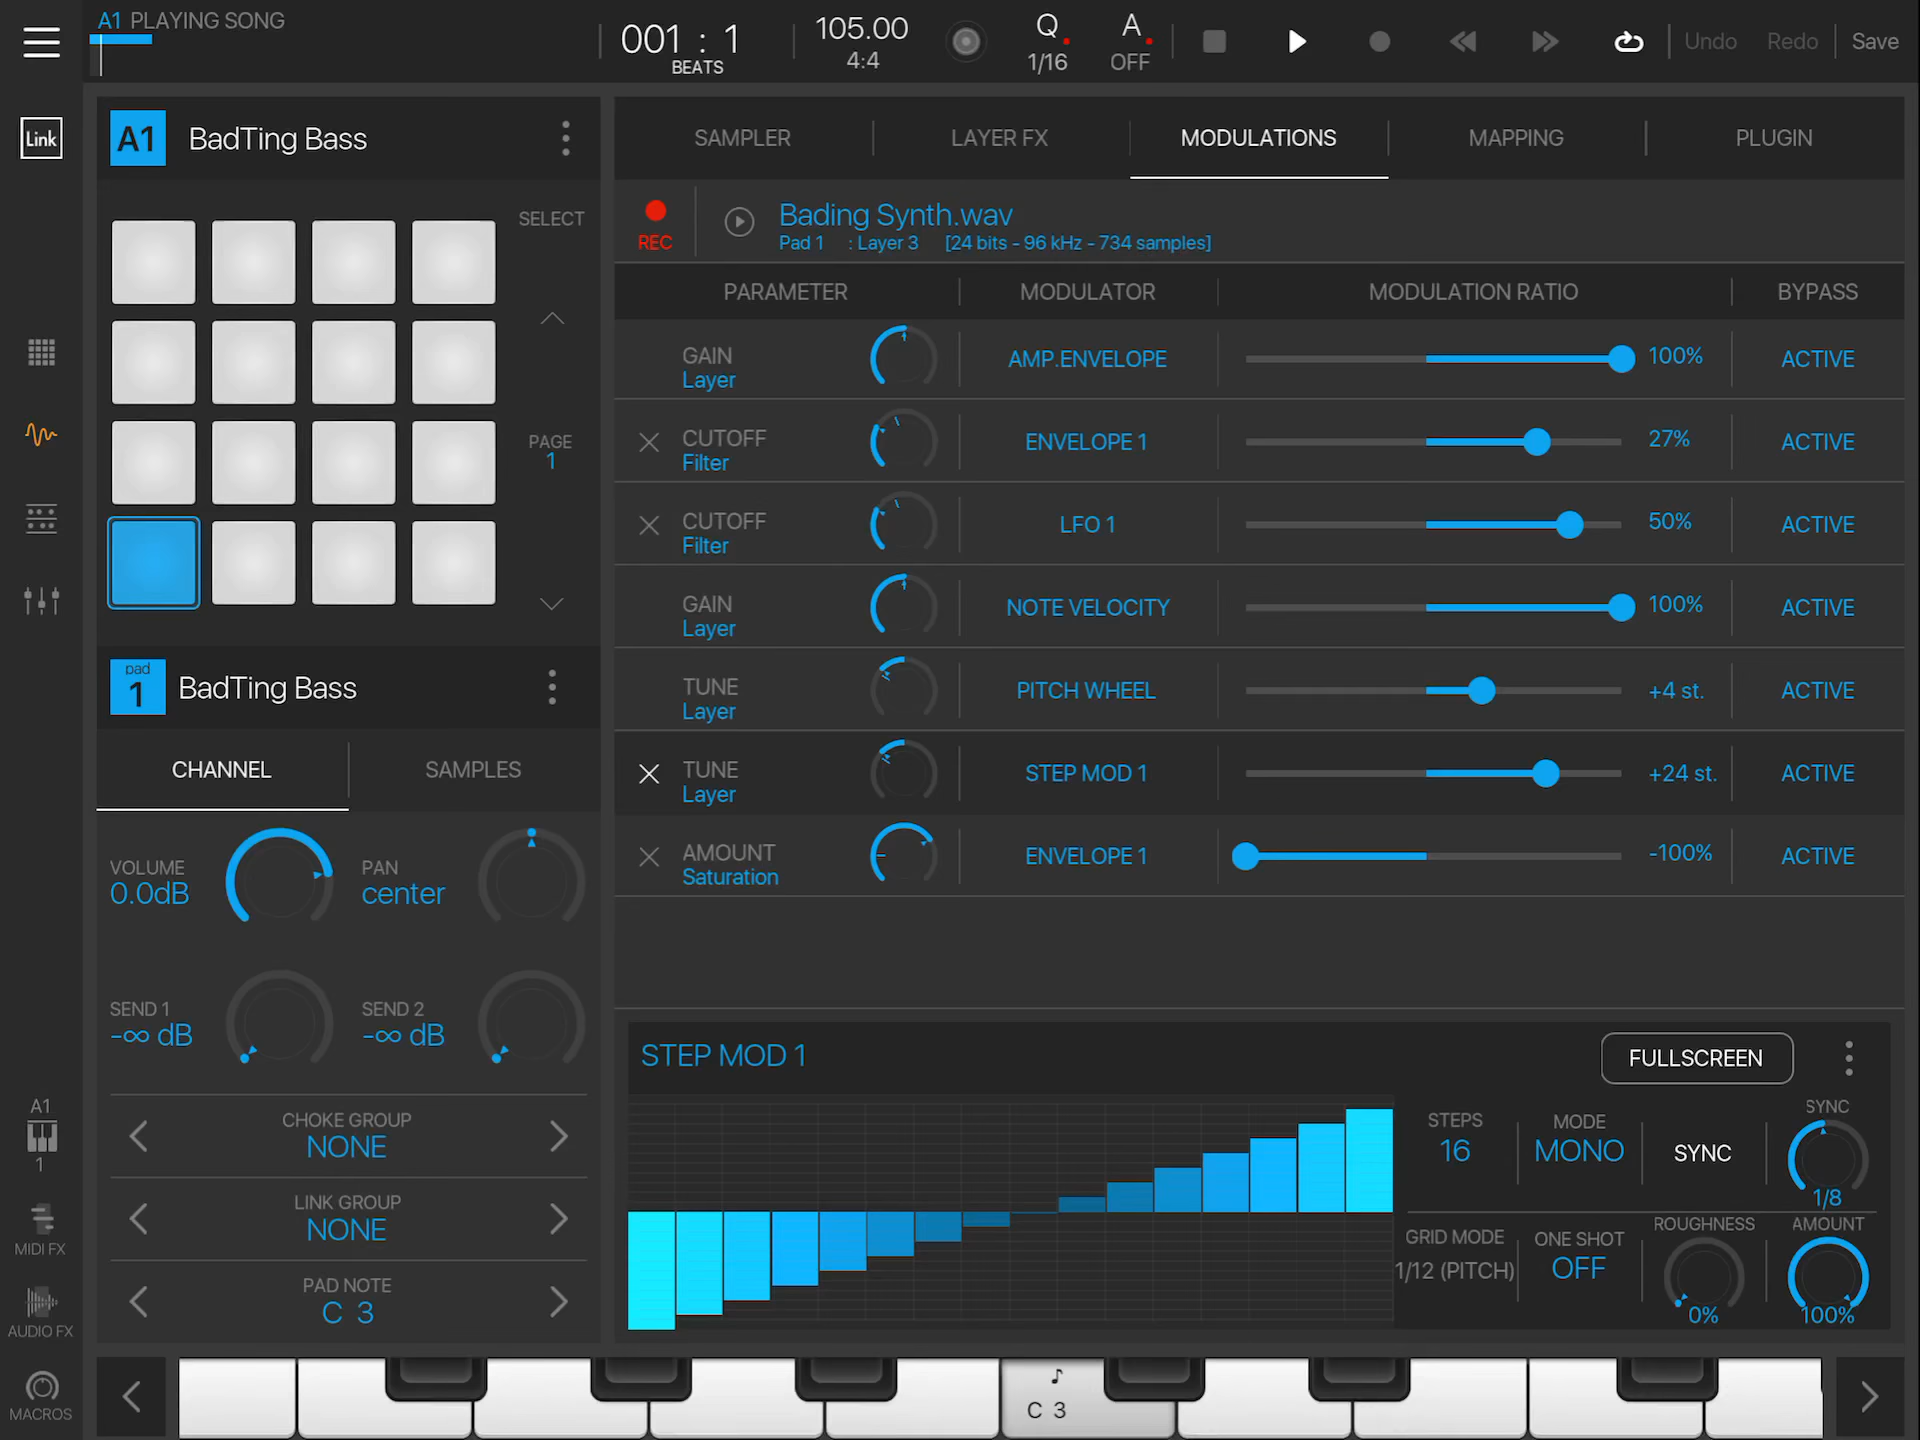 A1 PLAYING SONG
001 : 1
BEATS
105.00
4:4
Q
1/16
A
OFF
Undo
Redo
Save
Link
A1
BadTing Bass
SELECT
PAGE
1
pad
1
BadTing Bass
CHANNEL
SAMPLES
VOLUME
0.0dB
PAN
center
SEND 1
-∞ dB
SEND 2
-∞ dB
CHOKE GROUP
NONE
LINK GROUP
NONE
PAD NOTE
C 3
A1
1
MIDI FX
AUDIO FX
MACROS
SAMPLER
LAYER FX
MODULATIONS
MAPPING
PLUGIN
REC
Bading Synth.wav
Pad 1 : Layer 3 [24 bits - 96 kHz - 734 samples]
PARAMETER
MODULATOR
MODULATION RATIO
BYPASS
GAIN
Layer
AMP.ENVELOPE
100%
ACTIVE
CUTOFF
Filter
ENVELOPE 1
27%
ACTIVE
CUTOFF
Filter
LFO 1
50%
ACTIVE
GAIN
Layer
NOTE VELOCITY
100%
ACTIVE
TUNE
Layer
PITCH WHEEL
+4 st.
ACTIVE
TUNE
Layer
STEP MOD 1
+24 st.
ACTIVE
AMOUNT
Saturation
ENVELOPE 1
-100%
ACTIVE
STEP MOD 1
FULLSCREEN
STEPS
16
MODE
MONO
SYNC
SYNC
1/8
GRID MODE
1/12 (PITCH)
ONE SHOT
OFF
ROUGHNESS
0%
AMOUNT
100%
C 3